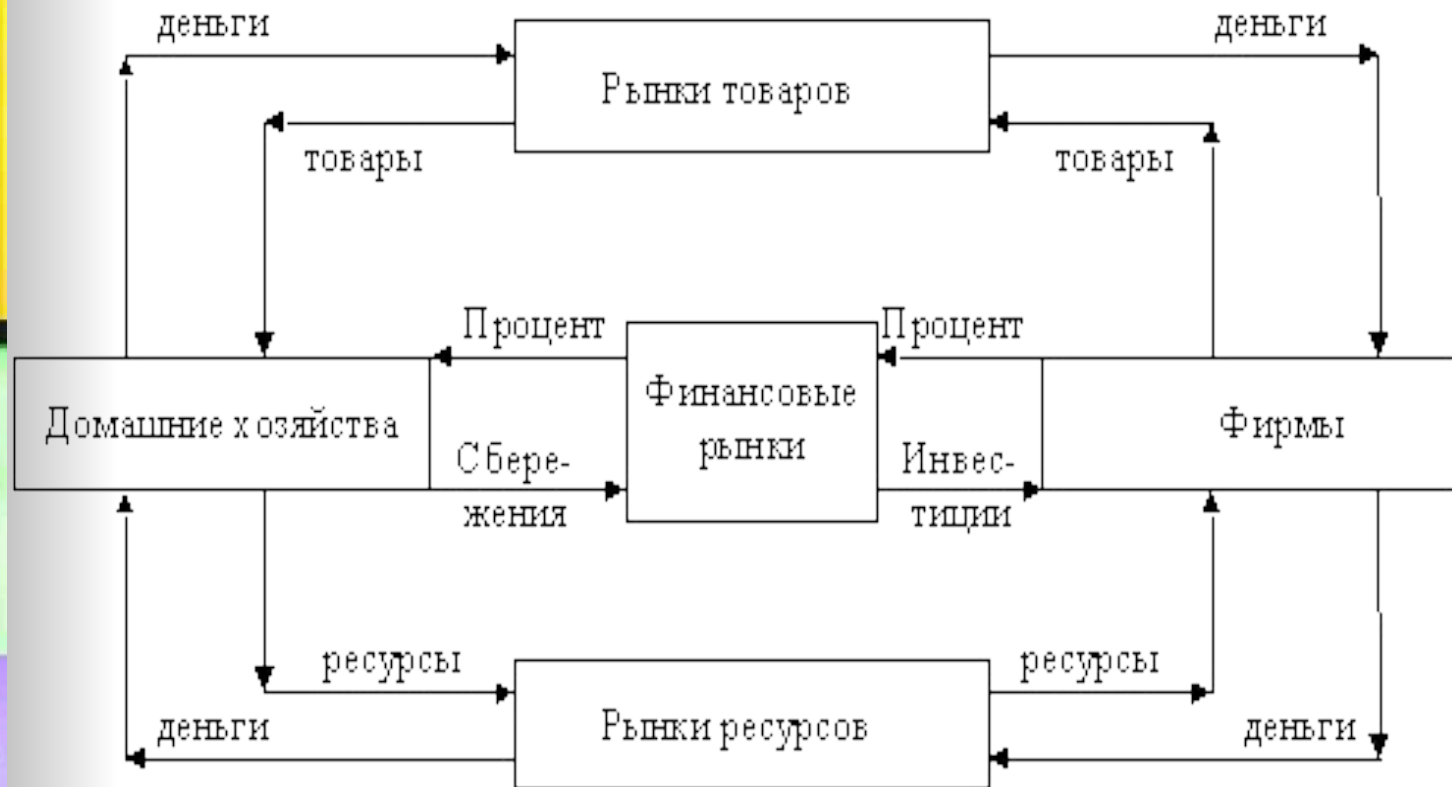 деньги
деньги
Рынки товаров
товары
товары
Процент
Процент
Финансовые
рынки
Домашние хозяйства
Фирмы
Сбере-
жения
Инвес-
тиции
ресурсы
ресурсы
Рынки ресурсов
деньги
деньги